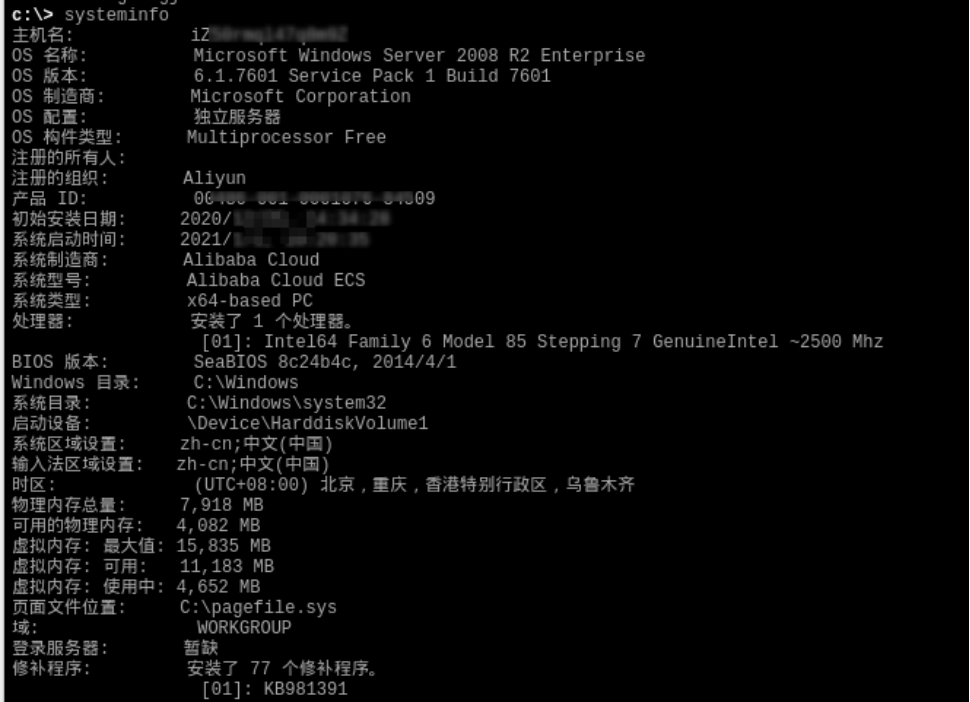 c:\> systeminfo
主机名: iZ
OS 名称: Microsoft Windows Server 2008 R2 Enterprise
OS 版本: 6.1.7601 Service Pack 1 Build 7601
OS 制造商: Microsoft Corporation
OS 配置: 独立服务器
OS 构件类型: Multiprocessor Free
注册的所有人:
注册的组织: Aliyun
产品 ID:
初始安装日期: 2020/
系统启动时间: 2021/
系统制造商: Alibaba Cloud
系统型号: Alibaba Cloud ECS
系统类型: x64-based PC
处理器: 安装了 1 个处理器。
[01]: Intel64 Family 6 Model 85 Stepping 7 GenuineIntel ~2500 Mhz
BIOS 版本: SeaBIOS 8c24b4c, 2014/4/1
Windows 目录: C:\Windows
系统目录: C:\Windows\system32
启动设备: \Device\HarddiskVolume1
系统区域设置: zh-cn;中文(中国)
输入法区域设置: zh-cn;中文(中国)
时区: (UTC+08:00) 北京，重庆，香港特别行政区，乌鲁木齐
物理内存总量: 7,918 MB
可用的物理内存: 4,082 MB
虚拟内存: 最大值: 15,835 MB
虚拟内存: 可用: 11,183 MB
虚拟内存: 使用中: 4,652 MB
页面文件位置: C:\pagefile.sys
域: WORKGROUP
登录服务器: 暂缺
修补程序: 安装了 77 个修补程序。
[01]: KB981391